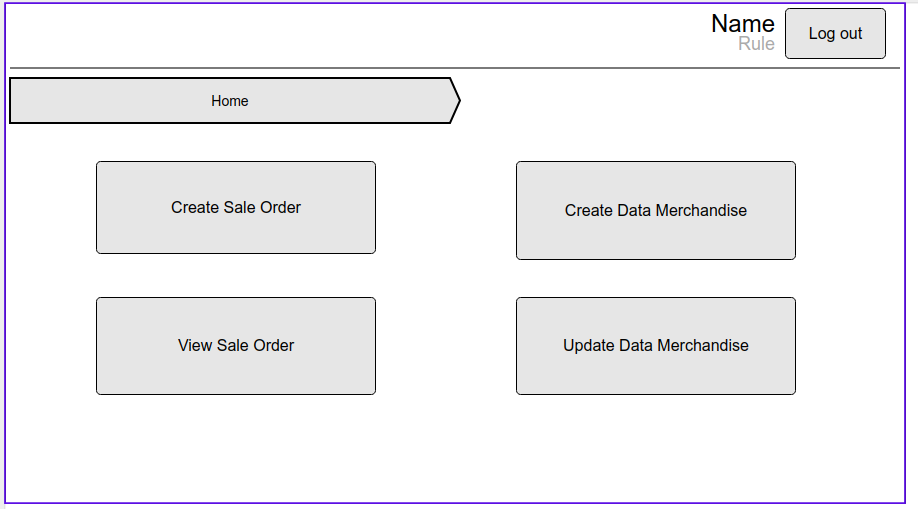 Name
Rule
Log out
Home
Create Sale Order
Create Data Merchandise
View Sale Order
Update Data Merchandise